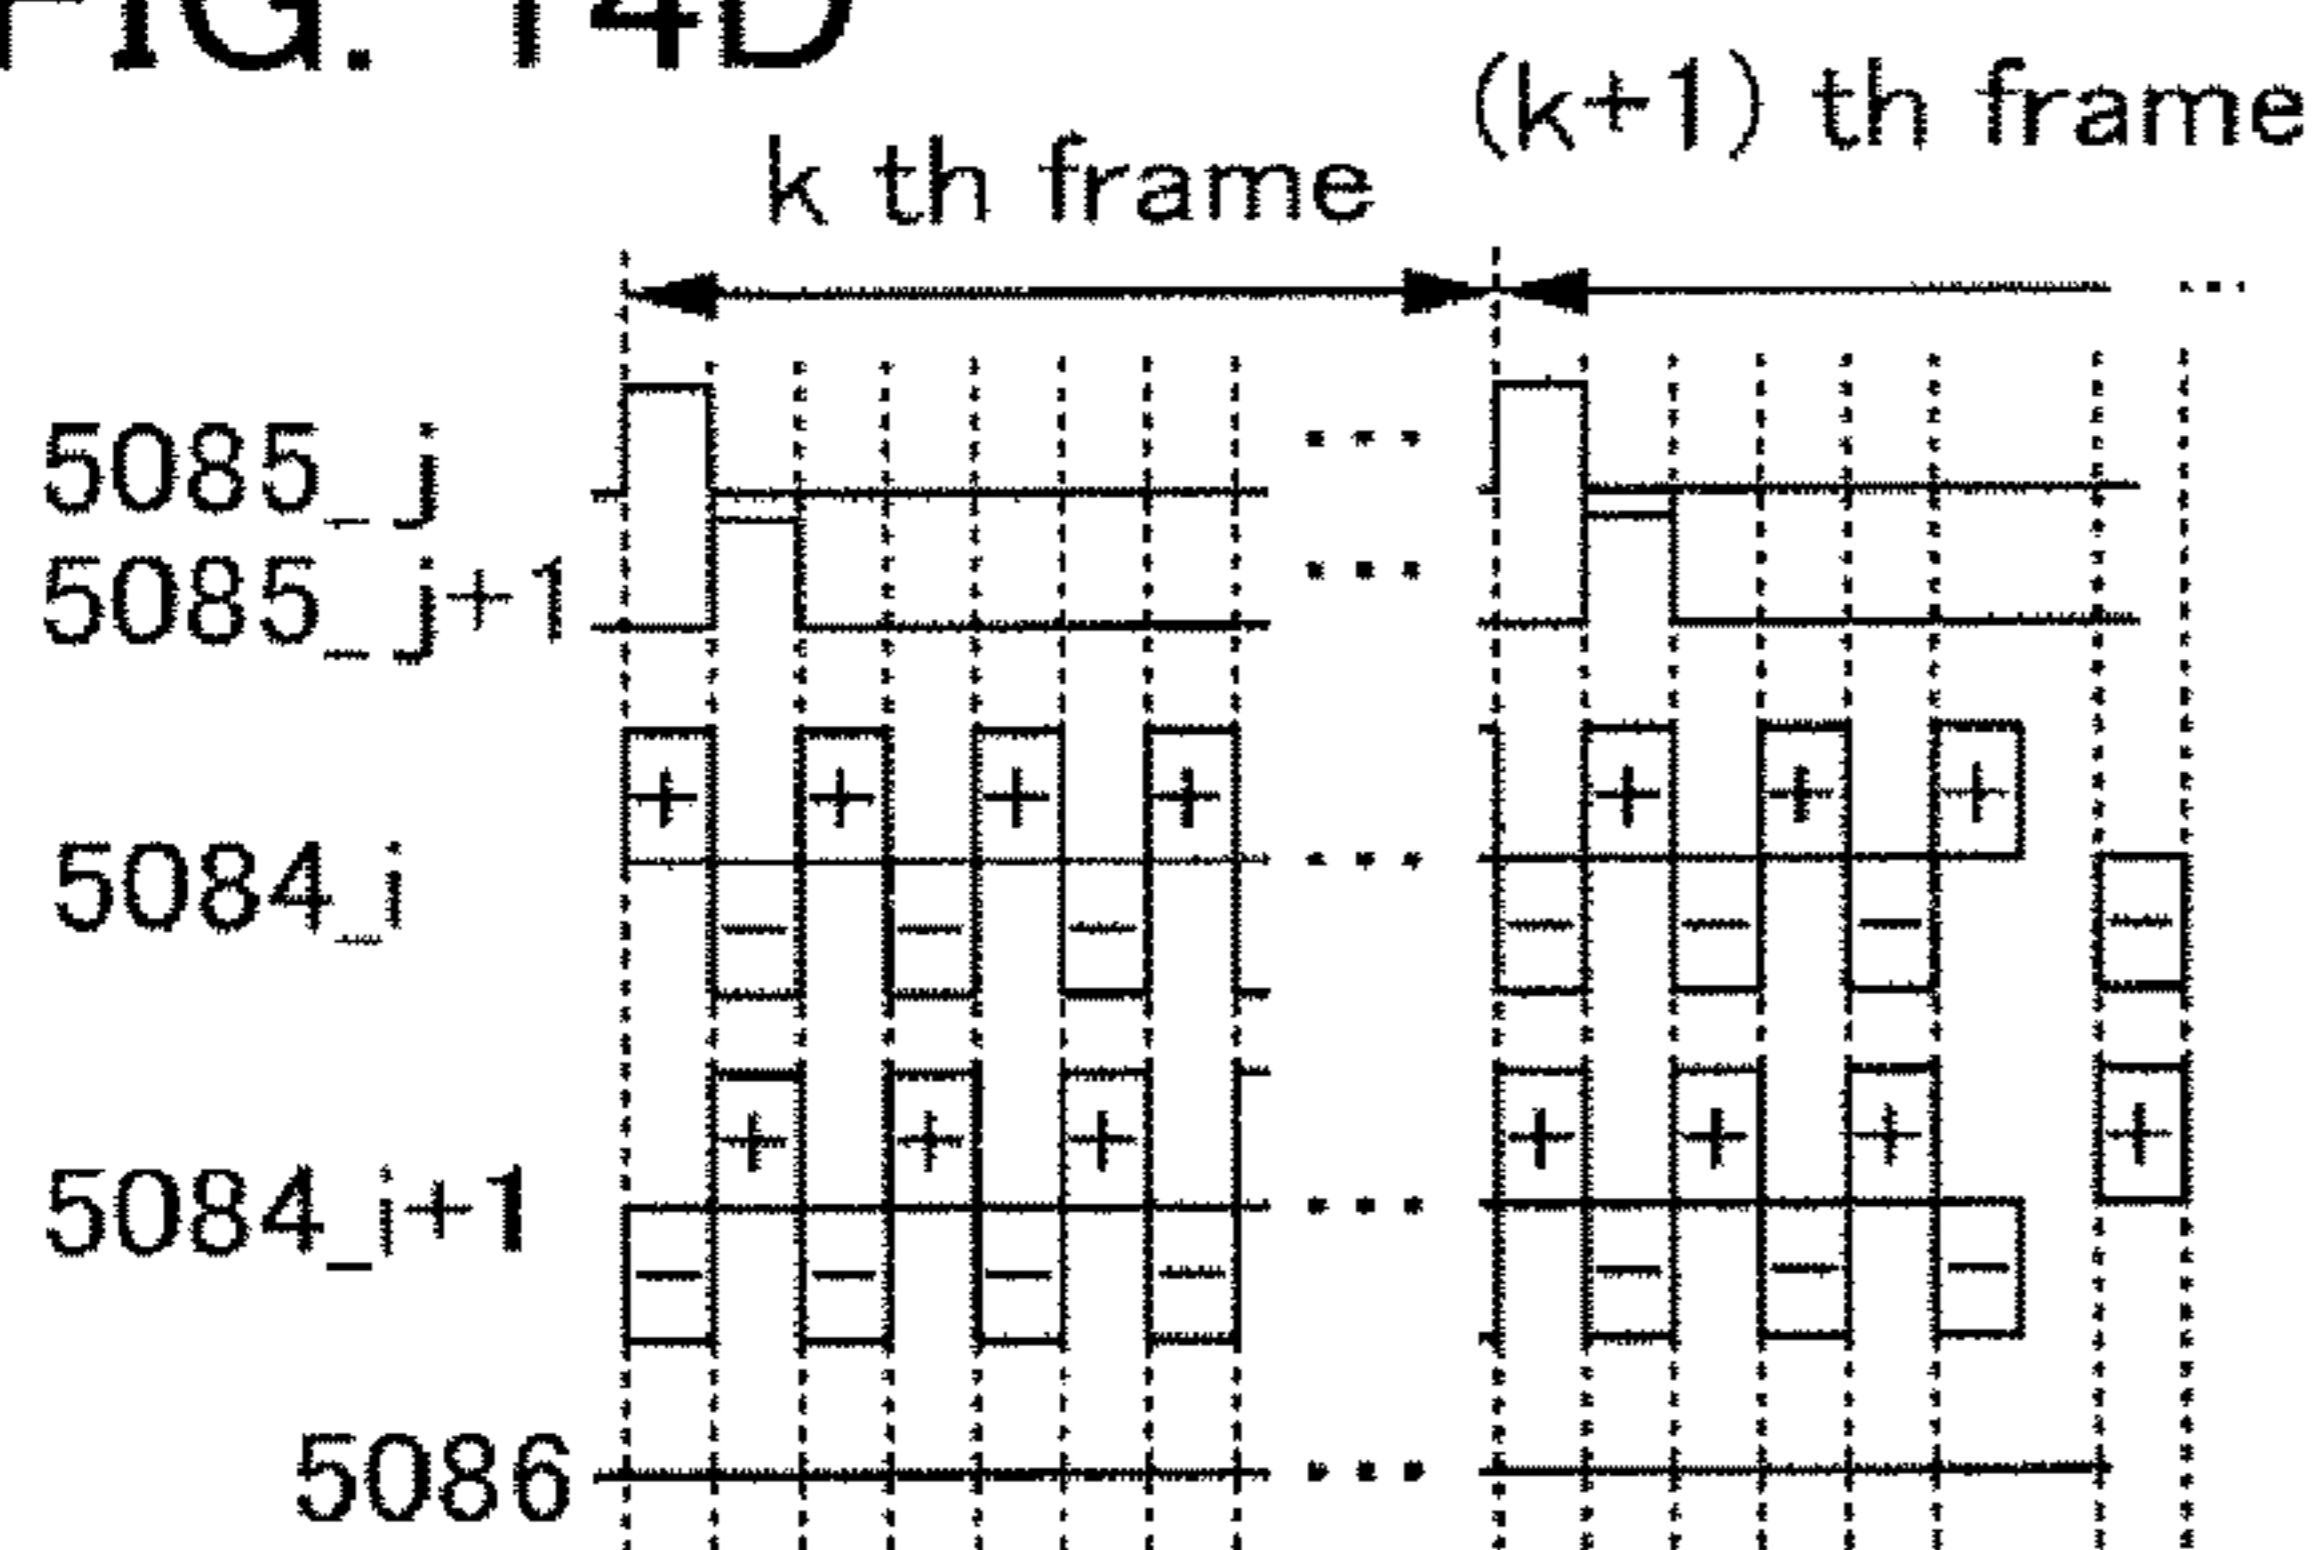 FIG. 14D
(k+1) th frame
k th frame
...
5085_j
...
5085_j+1
...
+ + + + + + +
5084_i
...
- - - - - - -
+ + + + + + +
5084_i+1
...
- - - - - - -
5086
...